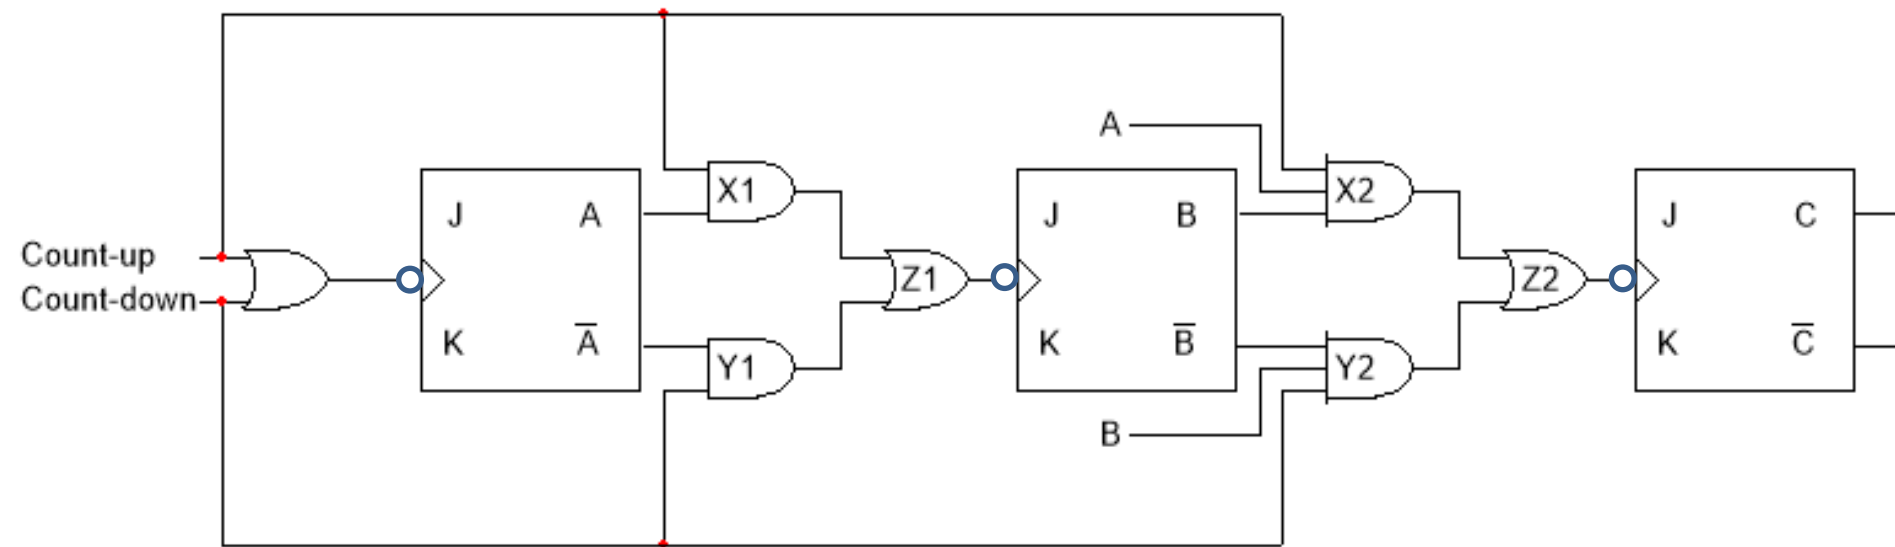 A
X1
X2
J A
J B
J C
Count-up
Count-down
Z1
Z2
K A̅
K B̅
K C̅
Y1
Y2
B